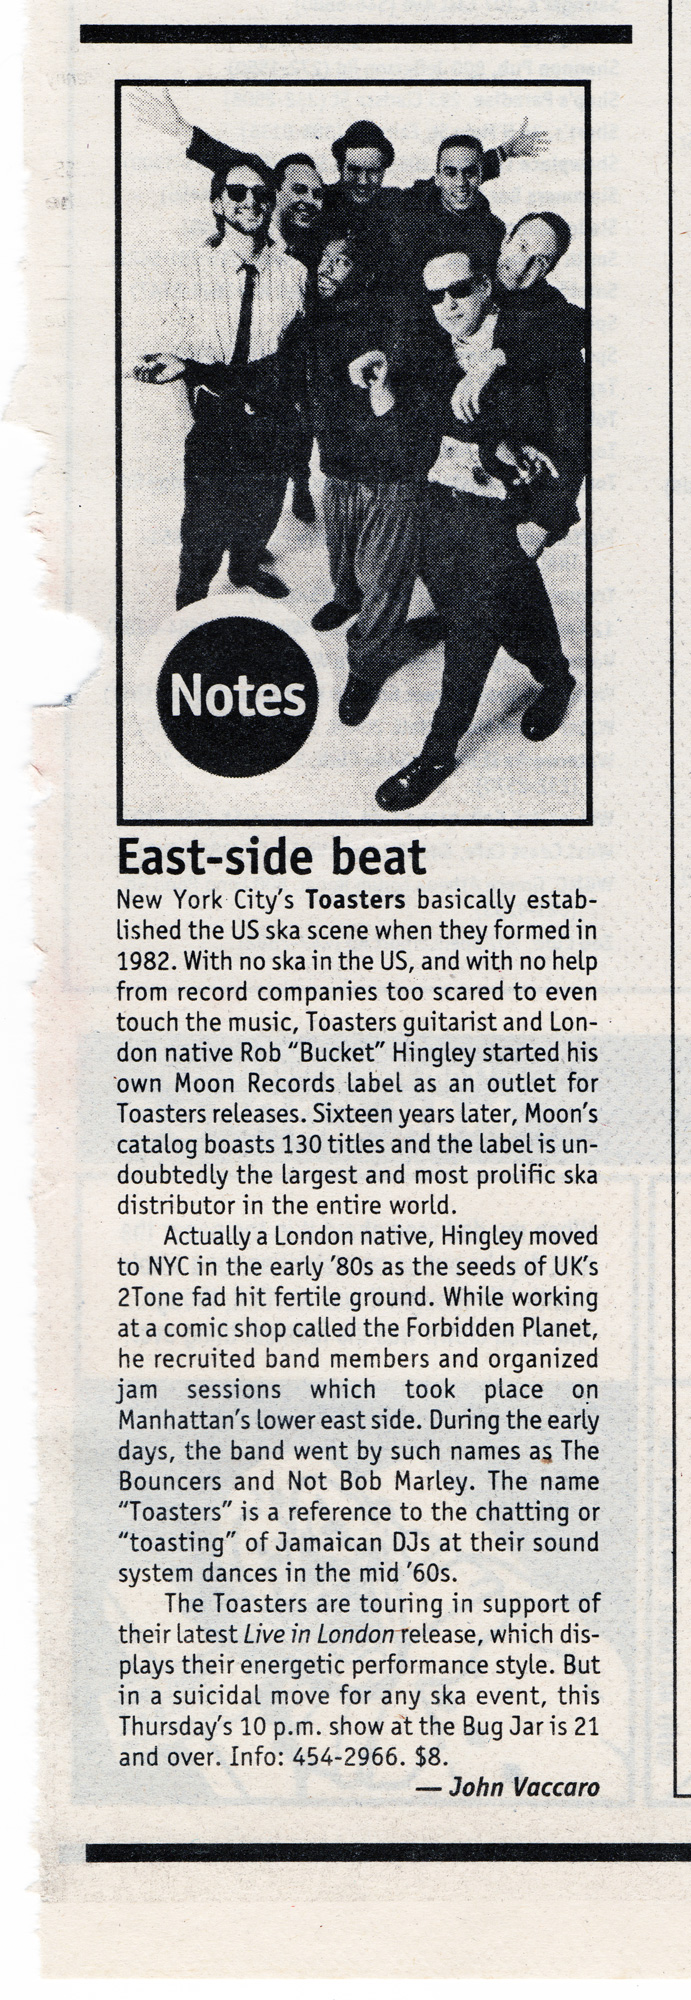 Notes
East-side beat
New York City's Toasters basically estab-
lished the US ska scene when they formed in
1982. With no ska in the US, and with no help
from record companies too scared to even
touch the music, Toasters guitarist and Lon-
don native Rob "Bucket" Hingley started his
own Moon Records label as an outlet for
Toasters releases. Sixteen years later, Moon's
catalog boasts 130 titles and the label is un-
doubtedly the largest and most prolific ska
distributor in the entire world.
Actually a London native, Hingley moved
to NYC in the early '80s as the seeds of UK's
2Tone fad hit fertile ground. While working
at a comic shop called the Forbidden Planet,
he recruited band members and organized
jam sessions which took place on
Manhattan's lower east side. During the early
days, the band went by such names as The
Bouncers and Not Bob Marley. The name
"Toasters" is a reference to the chatting or
"toasting" of Jamaican DJs at their sound
system dances in the mid '60s.
The Toasters are touring in support of
their latest Live in London release, which dis-
plays their energetic performance style. But
in a suicidal move for any ska event, this
Thursday's 10 p.m. show at the Bug Jar is 21
and over. Info: 454-2966. $8.
— John Vaccaro